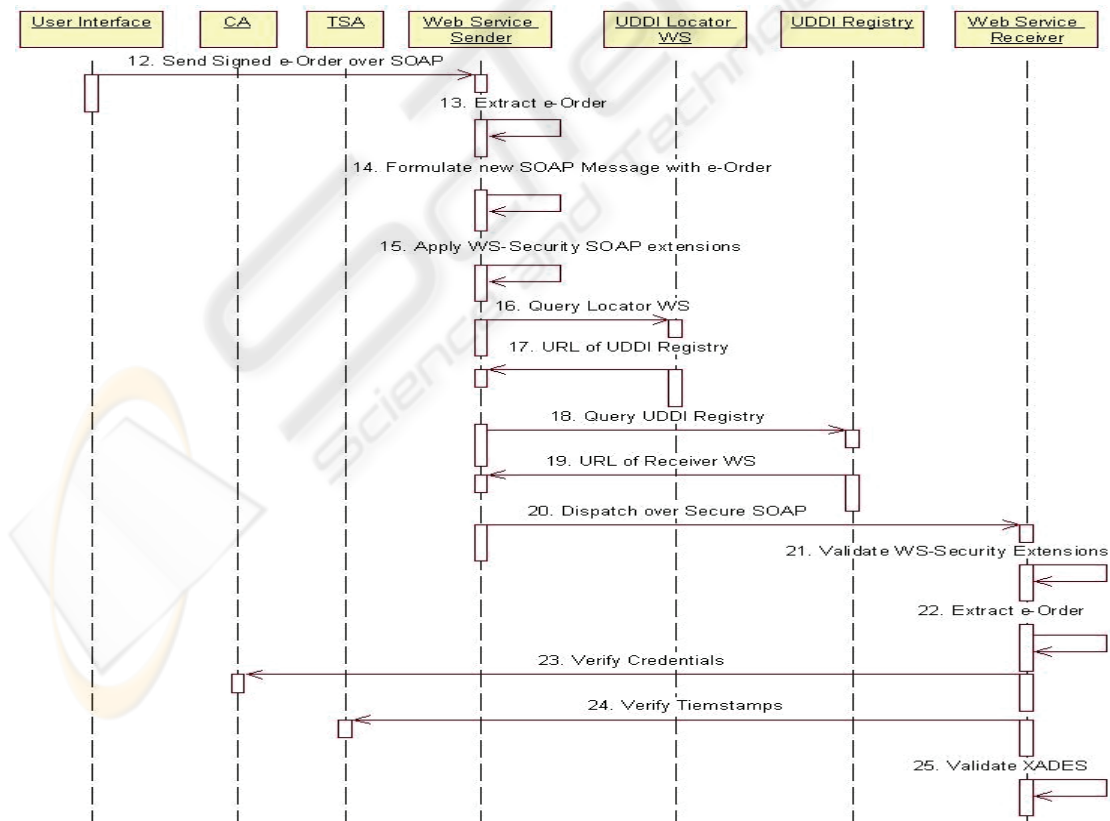 User Interface
CA
TSA
Web Service
Sender
UDDI Locator
WS
UDDI Registry
Web Service
Receiver
12. Send Signed e-Order over SOAP
13. Extract e-Order
14. Formulate new SOAP Message with e-Order
15. Apply WS-Security SOAP extensions
16. Query Locator WS
17. URL of UDDI Registry
18. Query UDDI Registry
19. URL of Receiver WS
20. Dispatch over Secure SOAP
21. Validate WS-Security Extensions
22. Extract e-Order
23. Verify Credentials
24. Verify Tiemstamps
25. Validate XADES
Science and Technolo